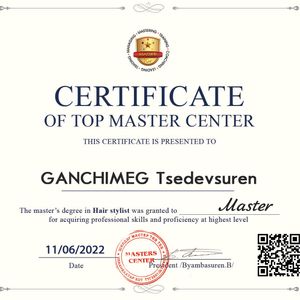 CERTIFICATE
OF TOP MASTER CENTER
THIS CERTIFICATE IS PRESENTED TO
GANCHIMEG Tsedevsuren
The master's degree in Hair stylist was granted to Master
for acquiring professional skills and proficiency at highest level
11/06/2022
Date
MASTERS
CENTER
President /Byambasuren.B/